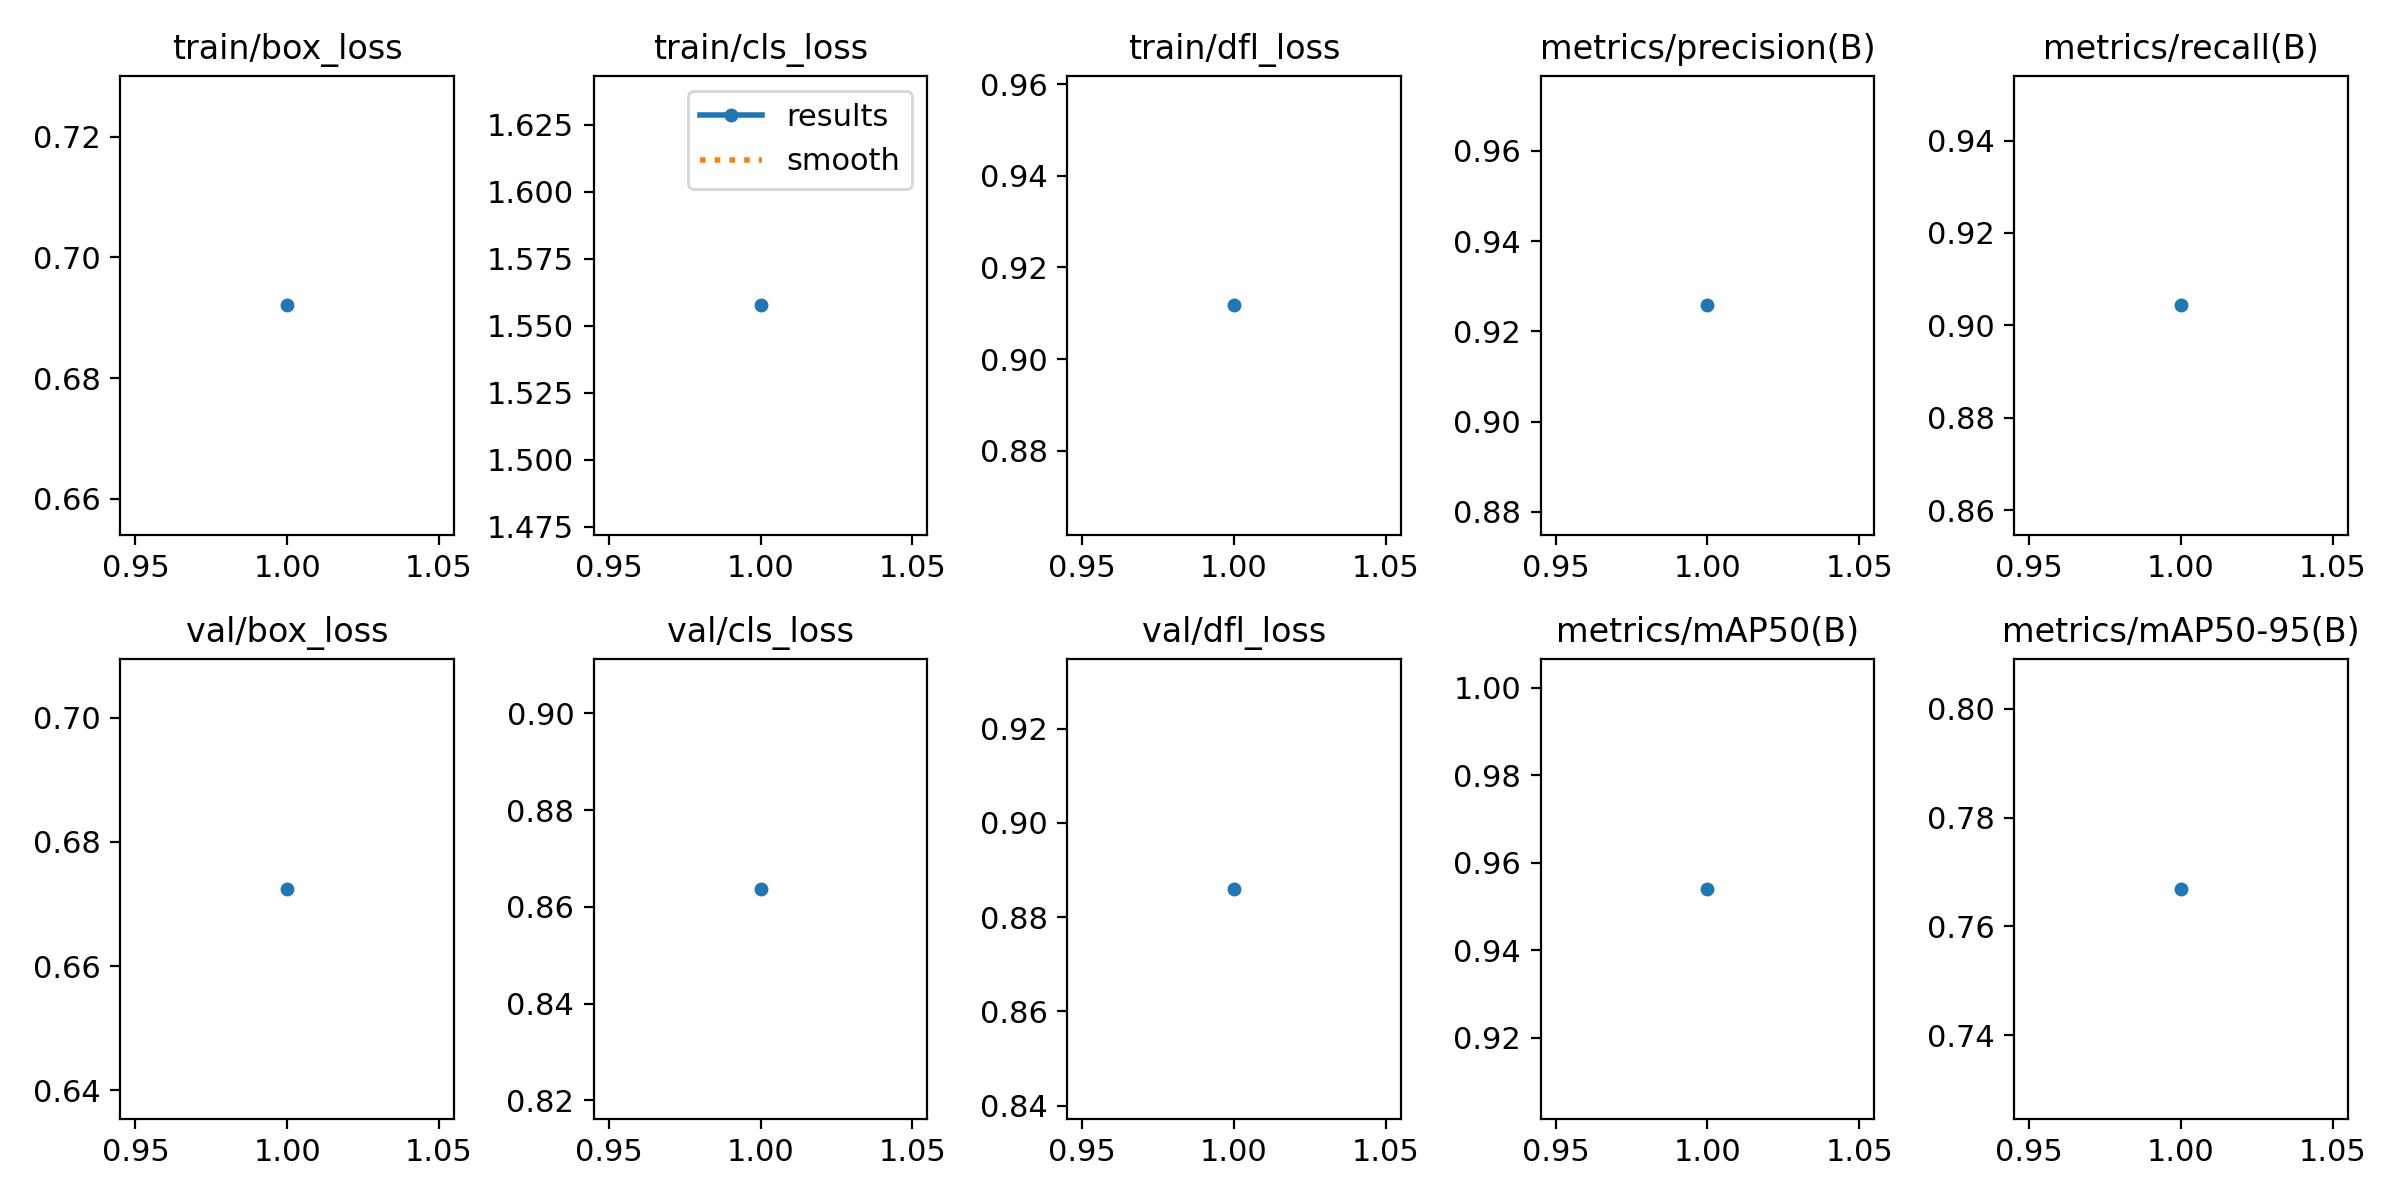 train/box_loss
0.72
0.70
0.68
0.66
0.95 1.00 1.05
train/cls_loss
results
smooth
1.625
1.600
1.575
1.550
1.525
1.500
1.475
0.95 1.00 1.05
train/dfl_loss
0.96
0.94
0.92
0.90
0.88
0.95 1.00 1.05
metrics/precision(B)
0.96
0.94
0.92
0.90
0.88
0.95 1.00 1.05
metrics/recall(B)
0.94
0.92
0.90
0.88
0.86
0.95 1.00 1.05
val/box_loss
0.70
0.68
0.66
0.64
0.95 1.00 1.05
val/cls_loss
0.90
0.88
0.86
0.84
0.82
0.95 1.00 1.05
val/dfl_loss
0.92
0.90
0.88
0.86
0.84
0.95 1.00 1.05
metrics/mAP50(B)
1.00
0.98
0.96
0.94
0.92
0.95 1.00 1.05
metrics/mAP50-95(B)
0.80
0.78
0.76
0.74
0.95 1.00 1.05